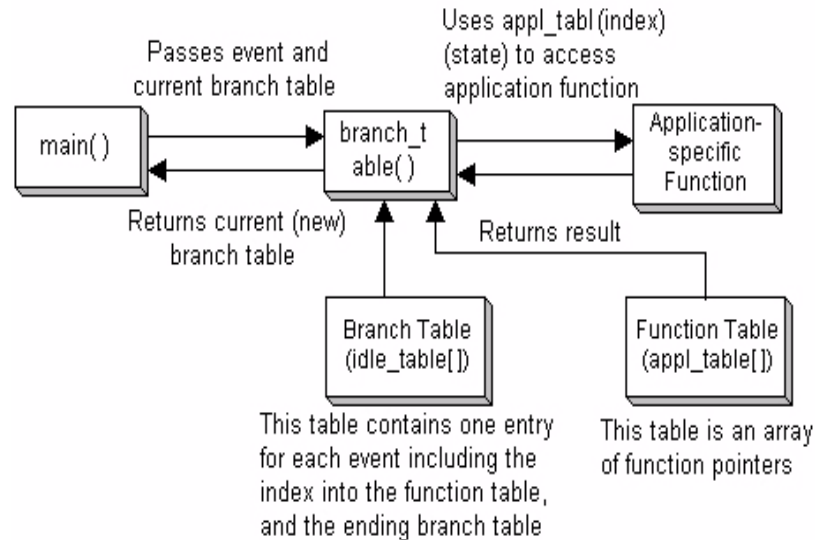 Uses appl_tabl(index)
(state) to access
application function
Passes event and
current branch table
main( )
branch_t
able( )
Application-
specific
Function
Returns current (new)
branch table
Returns result
Branch Table
(idle_table[])
Function Table
(appl_table[ ])
This table contains one entry
for each event including the
index into the function table,
and the ending branch table
This table is an array
of function pointers